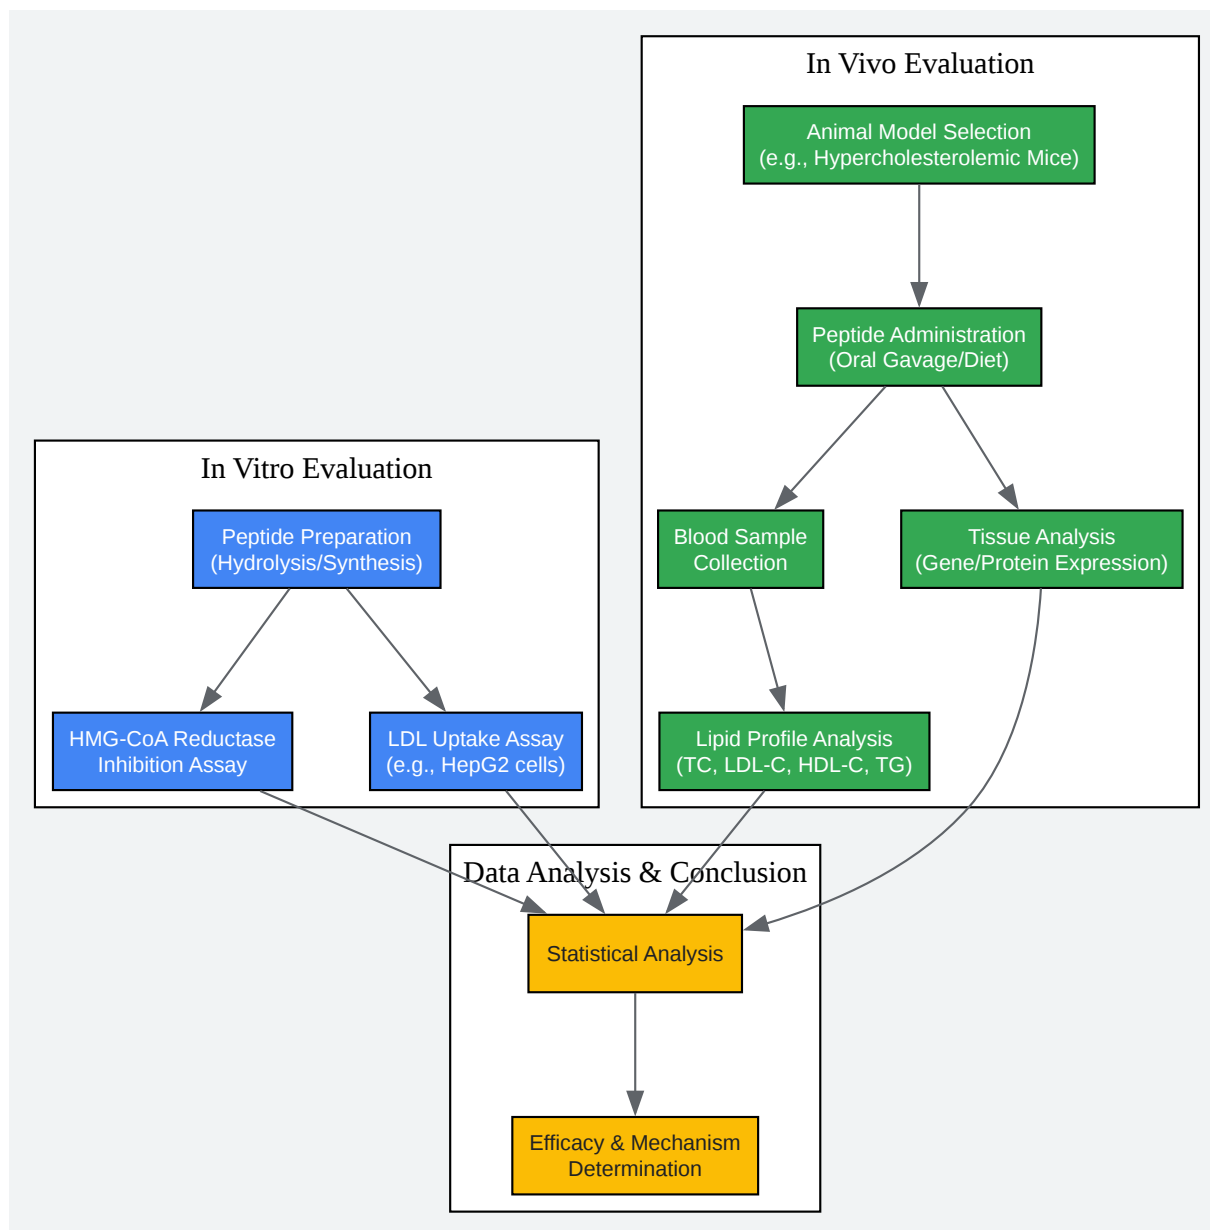 In Vivo Evaluation
Animal Model Selection
(e.g., Hypercholesterolemic Mice)
Peptide Administration
(Oral Gavage/Diet)
Blood Sample
Collection
Tissue Analysis
(Gene/Protein Expression)
Lipid Profile Analysis
(TC, LDL-C, HDL-C, TG)
In Vitro Evaluation
Peptide Preparation
(Hydrolysis/Synthesis)
HMG-CoA Reductase
Inhibition Assay
LDL Uptake Assay
(e.g., HepG2 cells)
Data Analysis & Conclusion
Statistical Analysis
Efficacy & Mechanism
Determination